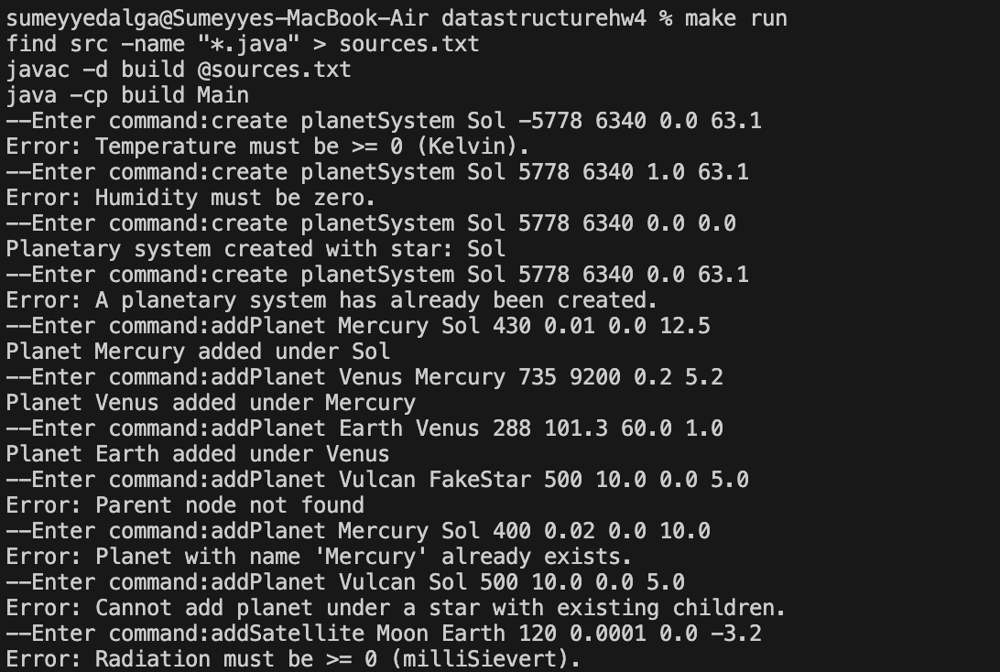 sumeyyedalga@Sumeyyes-MacBook-Air datastructurehw4 % make run
find src -name "*.java" > sources.txt
javac -d build @sources.txt
java -cp build Main
--Enter command:create planetSystem Sol -5778 6340 0.0 63.1
Error: Temperature must be >= 0 (Kelvin).
--Enter command:create planetSystem Sol 5778 6340 1.0 63.1
Error: Humidity must be zero.
--Enter command:create planetSystem Sol 5778 6340 0.0 0.0
Planetary system created with star: Sol
--Enter command:create planetSystem Sol 5778 6340 0.0 63.1
Error: A planetary system has already been created.
--Enter command:addPlanet Mercury Sol 430 0.01 0.0 12.5
Planet Mercury added under Sol
--Enter command:addPlanet Venus Mercury 735 9200 0.2 5.2
Planet Venus added under Mercury
--Enter command:addPlanet Earth Venus 288 101.3 60.0 1.0
Planet Earth added under Venus
--Enter command:addPlanet Vulcan FakeStar 500 10.0 0.0 5.0
Error: Parent node not found
--Enter command:addPlanet Mercury Sol 400 0.02 0.0 10.0
Error: Planet with name 'Mercury' already exists.
--Enter command:addPlanet Vulcan Sol 500 10.0 0.0 5.0
Error: Cannot add planet under a star with existing children.
--Enter command:addSatellite Moon Earth 120 0.0001 0.0 -3.2
Error: Radiation must be >= 0 (milliSievert).